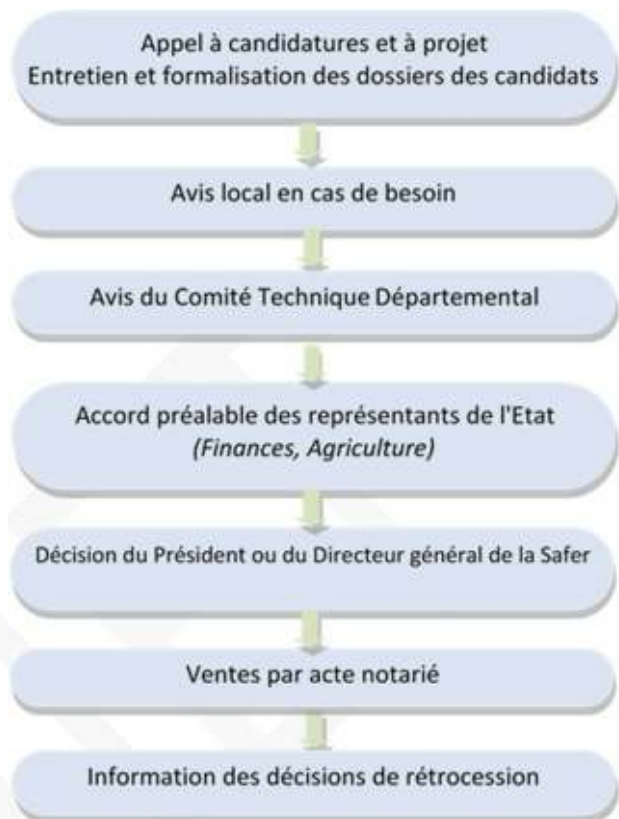 Appel à candidatures et à projet
Entretien et formalisation des dossiers des candidats
Avis local en cas de besoin
Avis du Comité Technique Départemental
Accord préalable des représentants de l'Etat
(Finances, Agriculture)
Décision du Président ou du Directeur général de la Safer
Ventes par acte notarié
Information des décisions de rétrocession